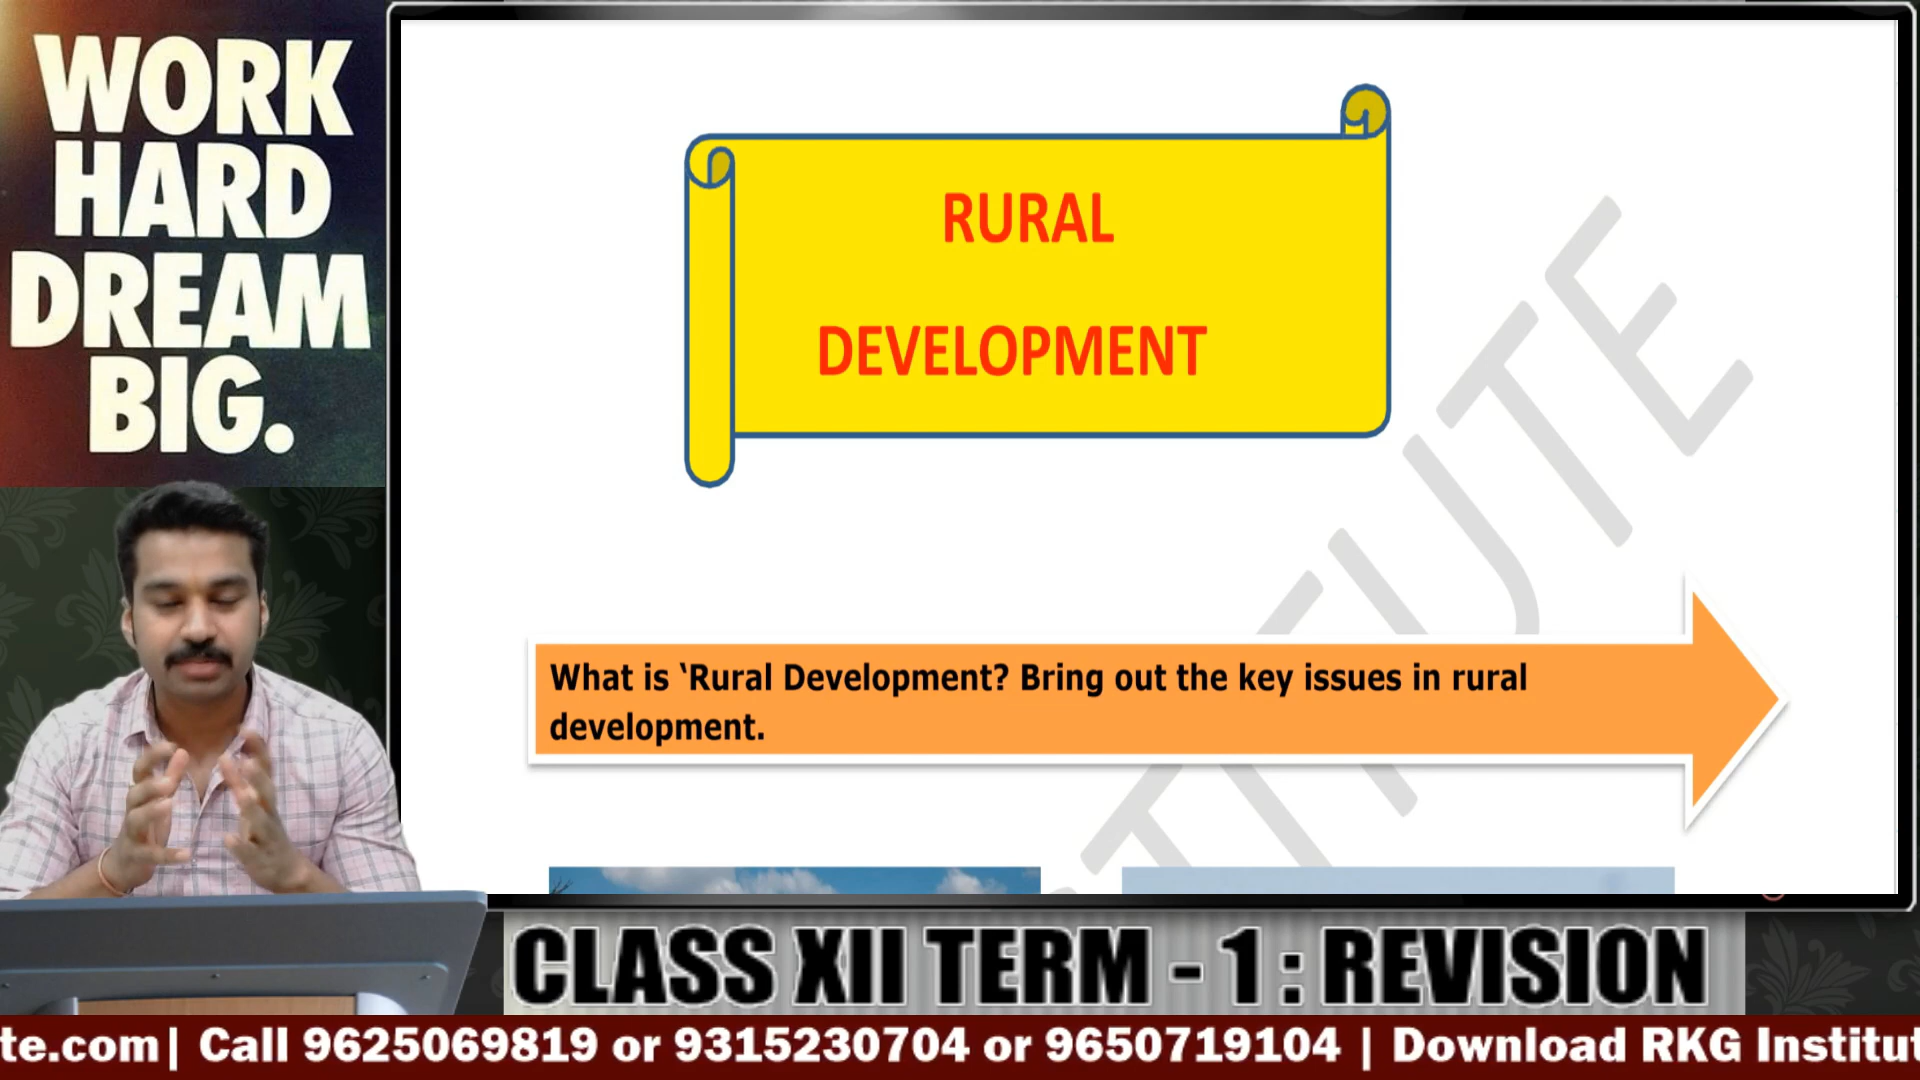 WORK
HARD
DREAM
BIG.
RURAL
DEVELOPMENT
What is ‘Rural Development? Bring out the key issues in rural
development.
TITUTE
CLASS XII TERM - 1 : REVISION
te.com| Call 9625069819 or 9315230704 or 9650719104 | Download RKG Institut